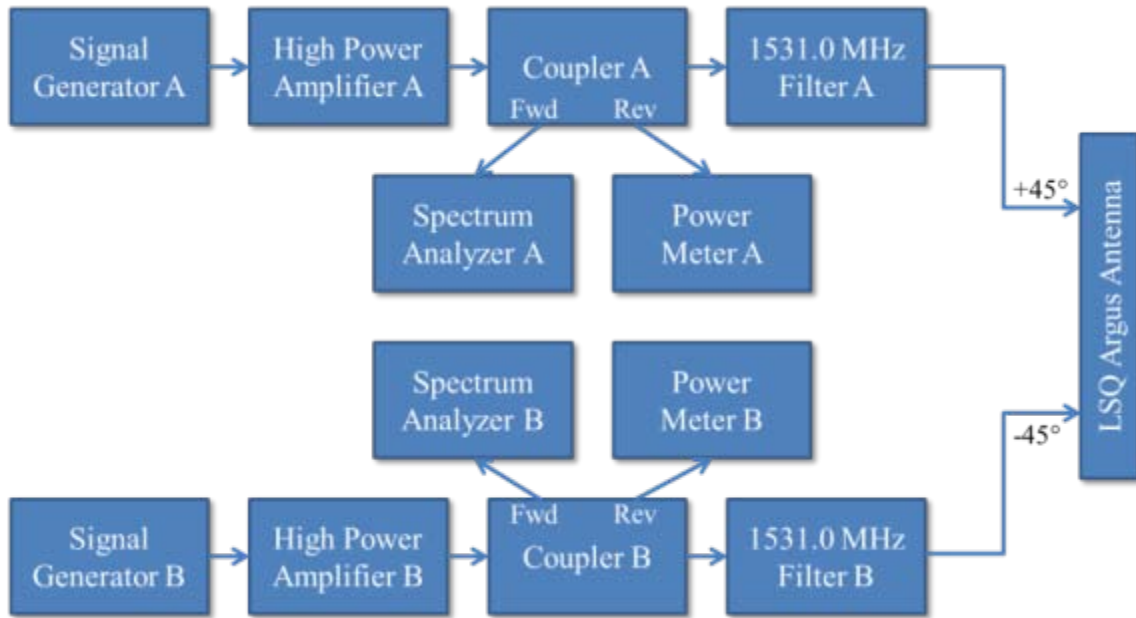 Signal
Generator A
High Power
Amplifier A
Coupler A
Fwd
Rev
1531.0 MHz
Filter A
Spectrum
Analyzer A
Power
Meter A
+45°
LSQ Argus Antenna
Spectrum
Analyzer B
Power
Meter B
-45°
Signal
Generator B
High Power
Amplifier B
Fwd
Rev
Coupler B
1531.0 MHz
Filter B